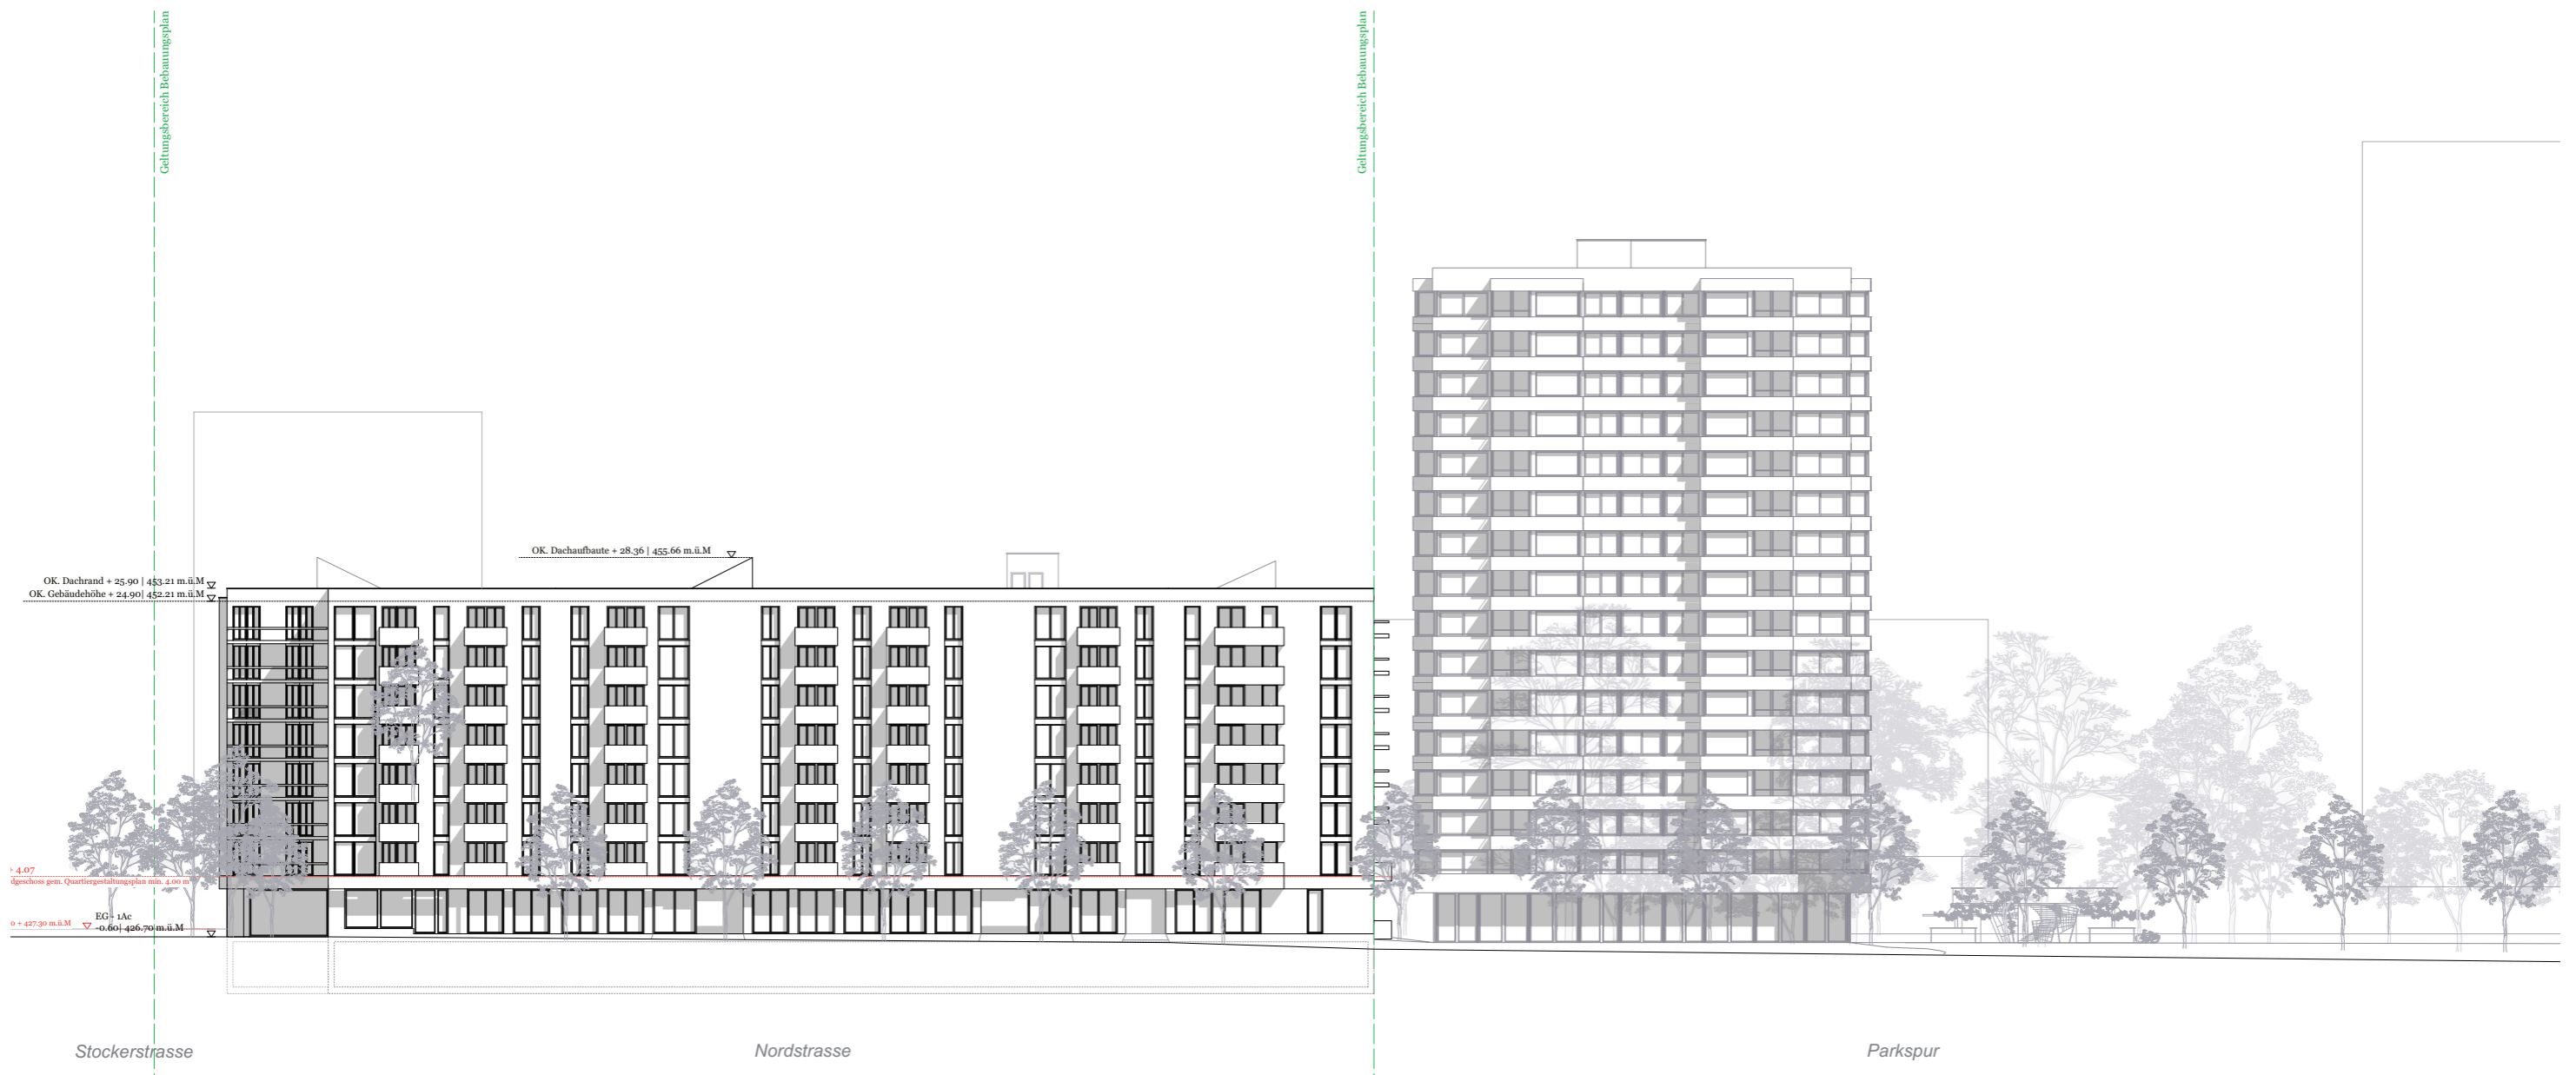 Geltungsbereich Bebauungsplan
Geltungsbereich Bebauungsplan
OK. Dachaufbaute + 28.36 | 455.66 m.ü.M
OK. Dachrand + 25.90 | 453.21 m.ü.M
OK. Gebäudehöhe + 24.90| 452.21 m.ü.M
> 4.07
dgeschoss gem. Quartiergestaltungsplan min. 4.00 m
EG - 1Ac
0 + 427.30 m.ü.M
-0.60| 426.70 m.ü.M
Stockerstrasse
Nordstrasse
Parkspur